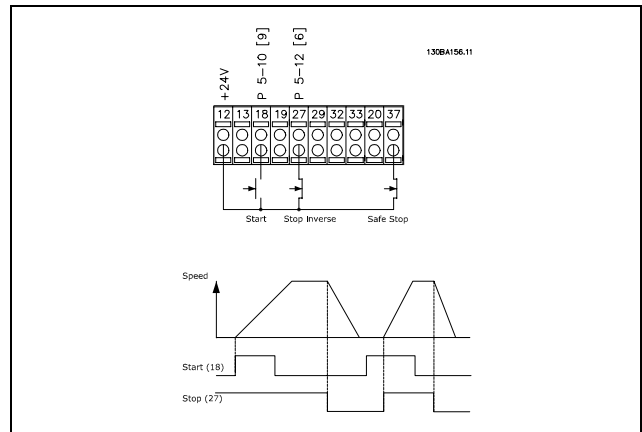 130BA156.11
+24V
P 5-10 [9]
P 5-12 [6]
12 13 18 19 27 29 32 33 20 37
Start Stop Inverse Safe Stop
Speed
Start (18)
Stop (27)